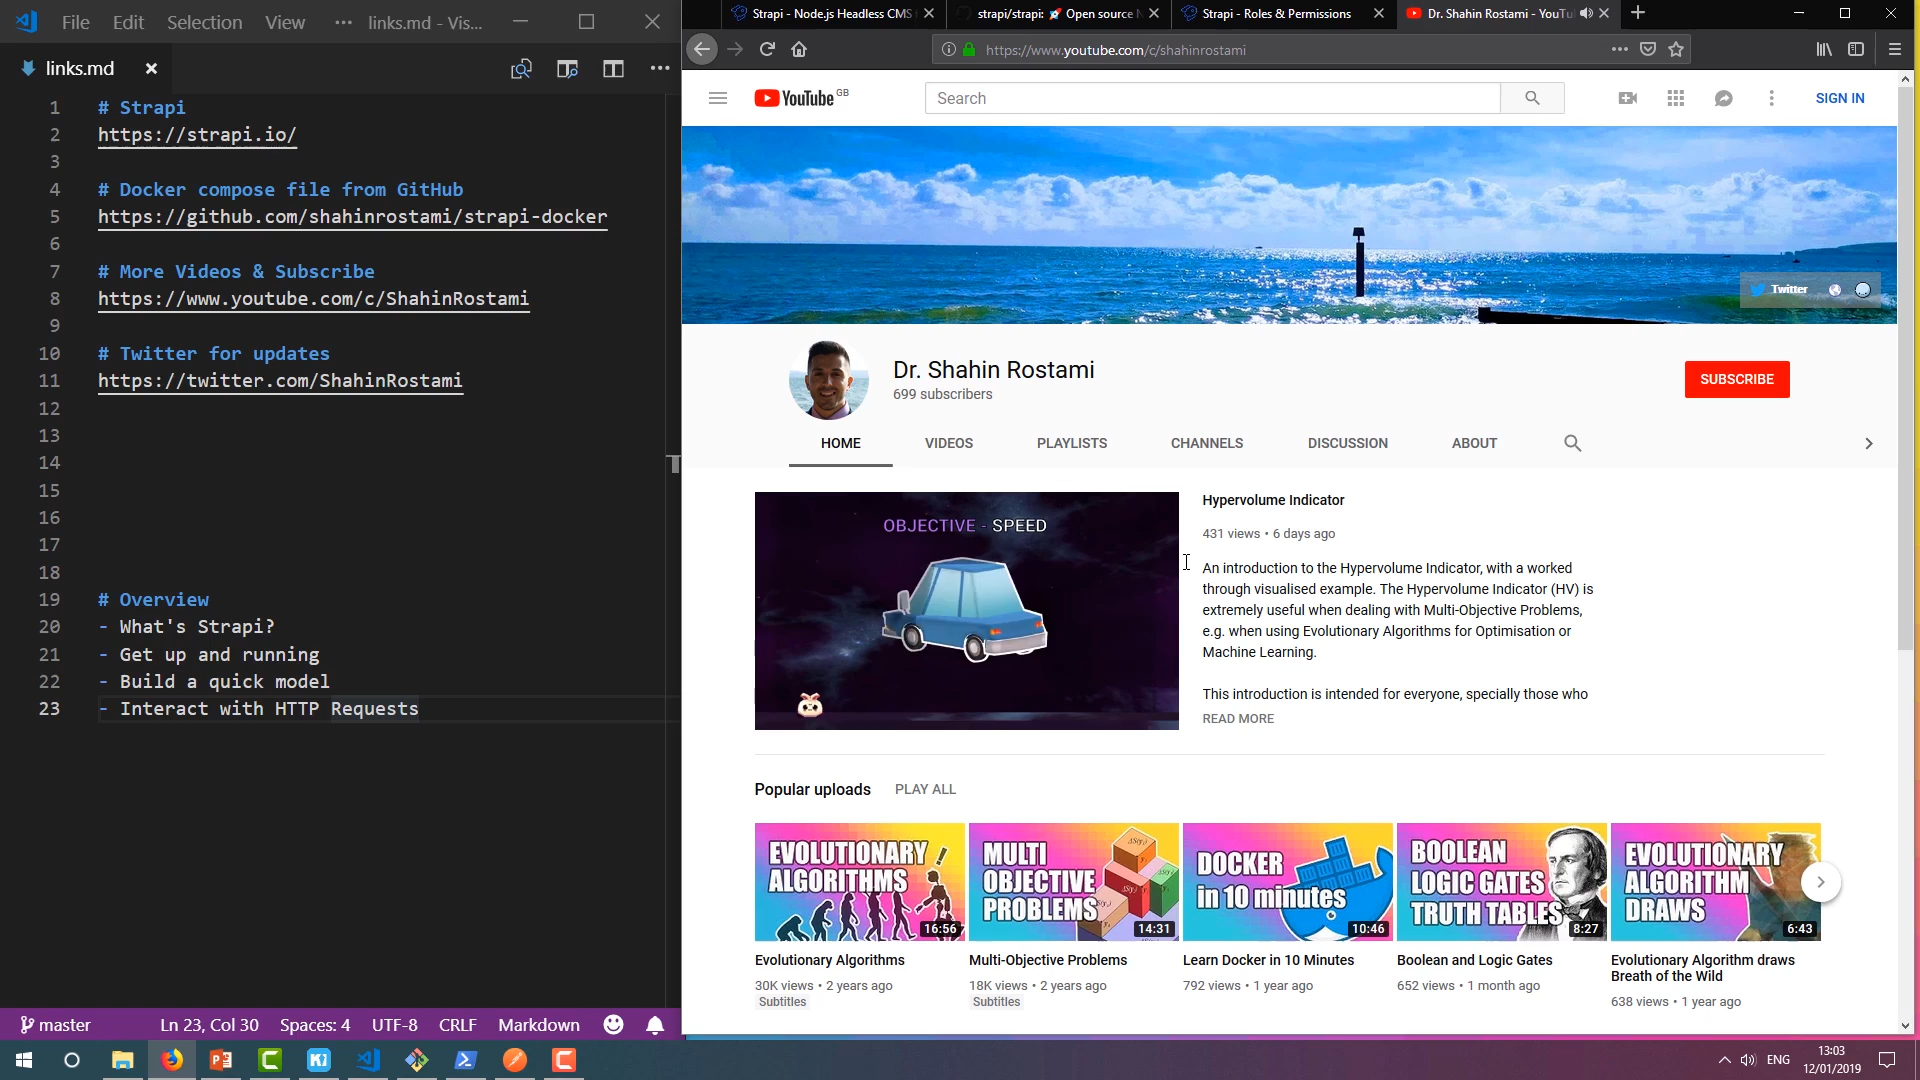 File Edit Selection View ··· links.md - Vis...
links.md
1 # Strapi
2 https://strapi.io/
3
4 # Docker compose file from GitHub
5 https://github.com/shahinrostami/strapi-docker
6
7 # More Videos & Subscribe
8 https://www.youtube.com/c/ShahinRostami
9
10 # Twitter for updates
11 https://twitter.com/ShahinRostami
12
13
14
15
16
17
18
19 # Overview
20 - What's Strapi?
21 - Get up and running
22 - Build a quick model
23 - Interact with HTTP Requests
master Ln 23, Col 30 Spaces: 4 UTF-8 CRLF Markdown
Strapi - Node.js Headless CMS
strapi/strapi: 🚀 Open source
Strapi - Roles & Permissions
Dr. Shahin Rostami - YouTu
https://www.youtube.com/c/shahinrostami
YouTube GB
Search
SIGN IN
Twitter
Dr. Shahin Rostami
699 subscribers
SUBSCRIBE
HOME VIDEOS PLAYLISTS CHANNELS DISCUSSION ABOUT
OBJECTIVE - SPEED
Hypervolume Indicator
431 views • 6 days ago
An introduction to the Hypervolume Indicator, with a worked
through visualised example. The Hypervolume Indicator (HV) is
extremely useful when dealing with Multi-Objective Problems,
e.g. when using Evolutionary Algorithms for Optimisation or
Machine Learning.
This introduction is intended for everyone, specially those who
READ MORE
Popular uploads PLAY ALL
EVOLUTIONARY
ALGORITHMS
16:56
Evolutionary Algorithms
30K views • 2 years ago
Subtitles
MULTI
OBJECTIVE
PROBLEMS
14:31
Multi-Objective Problems
18K views • 2 years ago
Subtitles
DOCKER
in 10 minutes
10:46
Learn Docker in 10 Minutes
792 views • 1 year ago
BOOLEAN
LOGIC GATES
TRUTH TABLES
8:27
Boolean and Logic Gates
652 views • 1 month ago
EVOLUTIONARY
ALGORITHM
DRAWS
6:43
Evolutionary Algorithm draws
Breath of the Wild
638 views • 1 year ago
ENG
13:03
12/01/2019